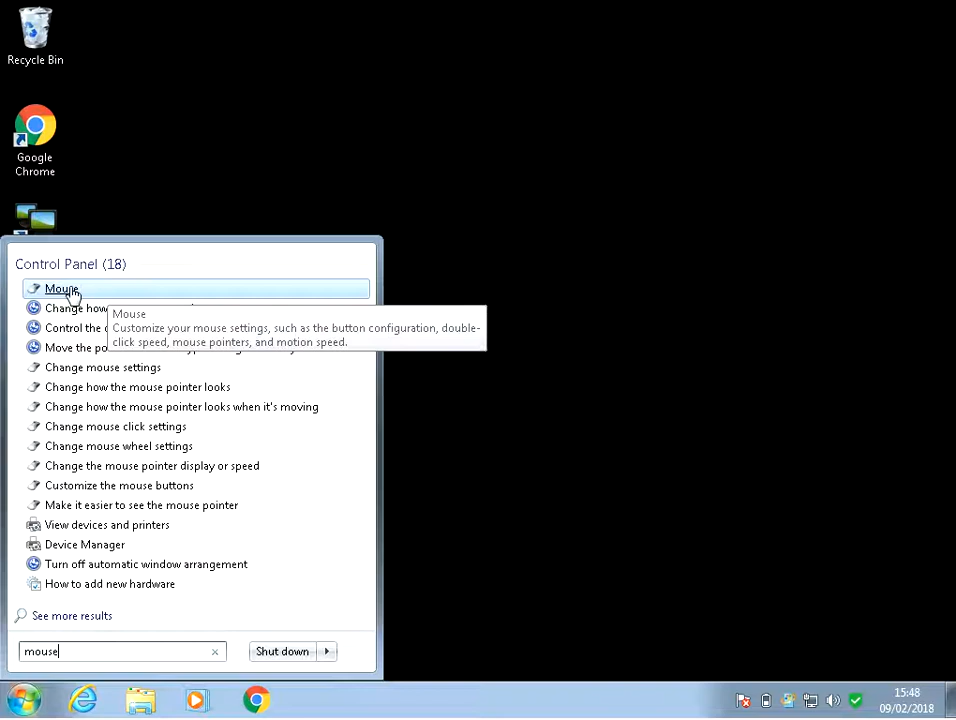 Recycle Bin
Google
Chrome
Control Panel (18)
Mouse
Change how
Mouse
Customize your mouse settings, such as the button configuration, double-
click speed, mouse pointers, and motion speed.
Control the
Move the
Change mouse settings
Change how the mouse pointer looks
Change how the mouse pointer looks when it's moving
Change mouse click settings
Change mouse wheel settings
Change the mouse pointer display or speed
Customize the mouse buttons
Make it easier to see the mouse pointer
View devices and printers
Device Manager
Turn off automatic window arrangement
How to add new hardware
See more results
mouse
Shut down
15:48
09/02/2018